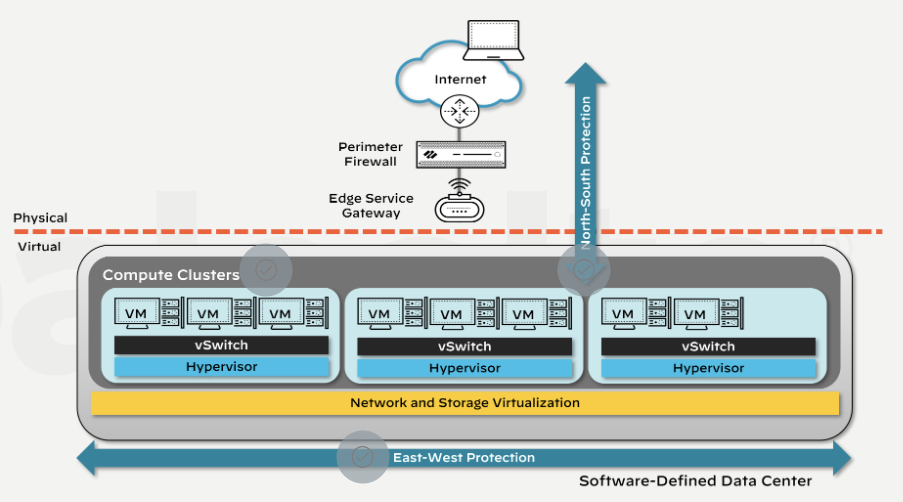 Internet
Perimeter
Firewall
Edge Service
Gateway
North-South Protection
Physical
Virtual
Compute Clusters
VM VM VM
vSwitch
Hypervisor
VM VM VM
vSwitch
Hypervisor
VM VM
vSwitch
Hypervisor
Network and Storage Virtualization
East-West Protection
Software-Defined Data Center